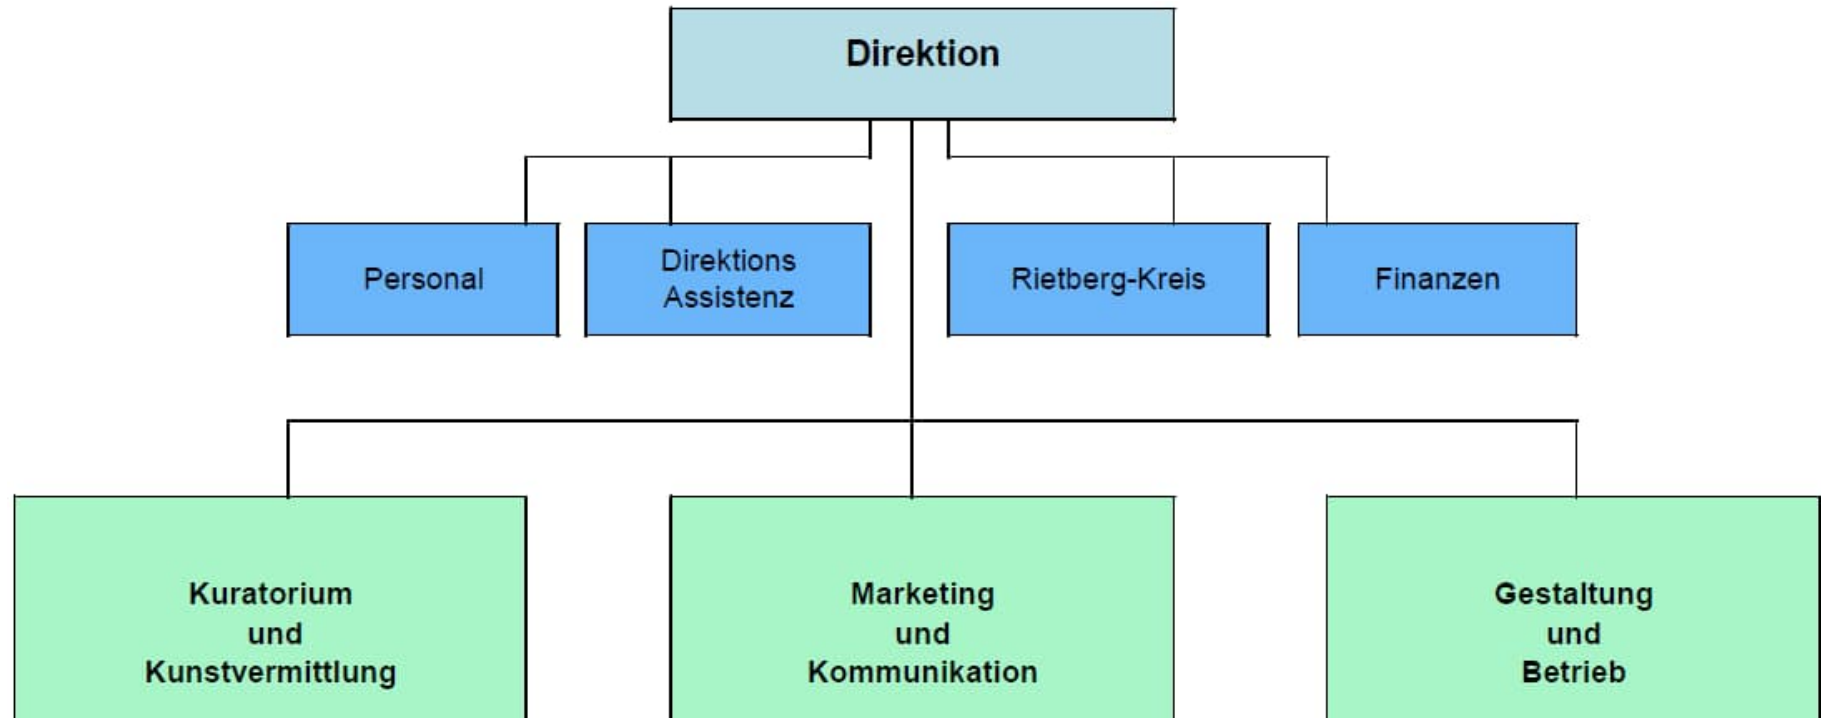 Direktion
Personal
Direktions
Assistenz
Rietberg-Kreis
Finanzen
Kuratorium
und
Kunstvermittlung
Marketing
und
Kommunikation
Gestaltung
und
Betrieb